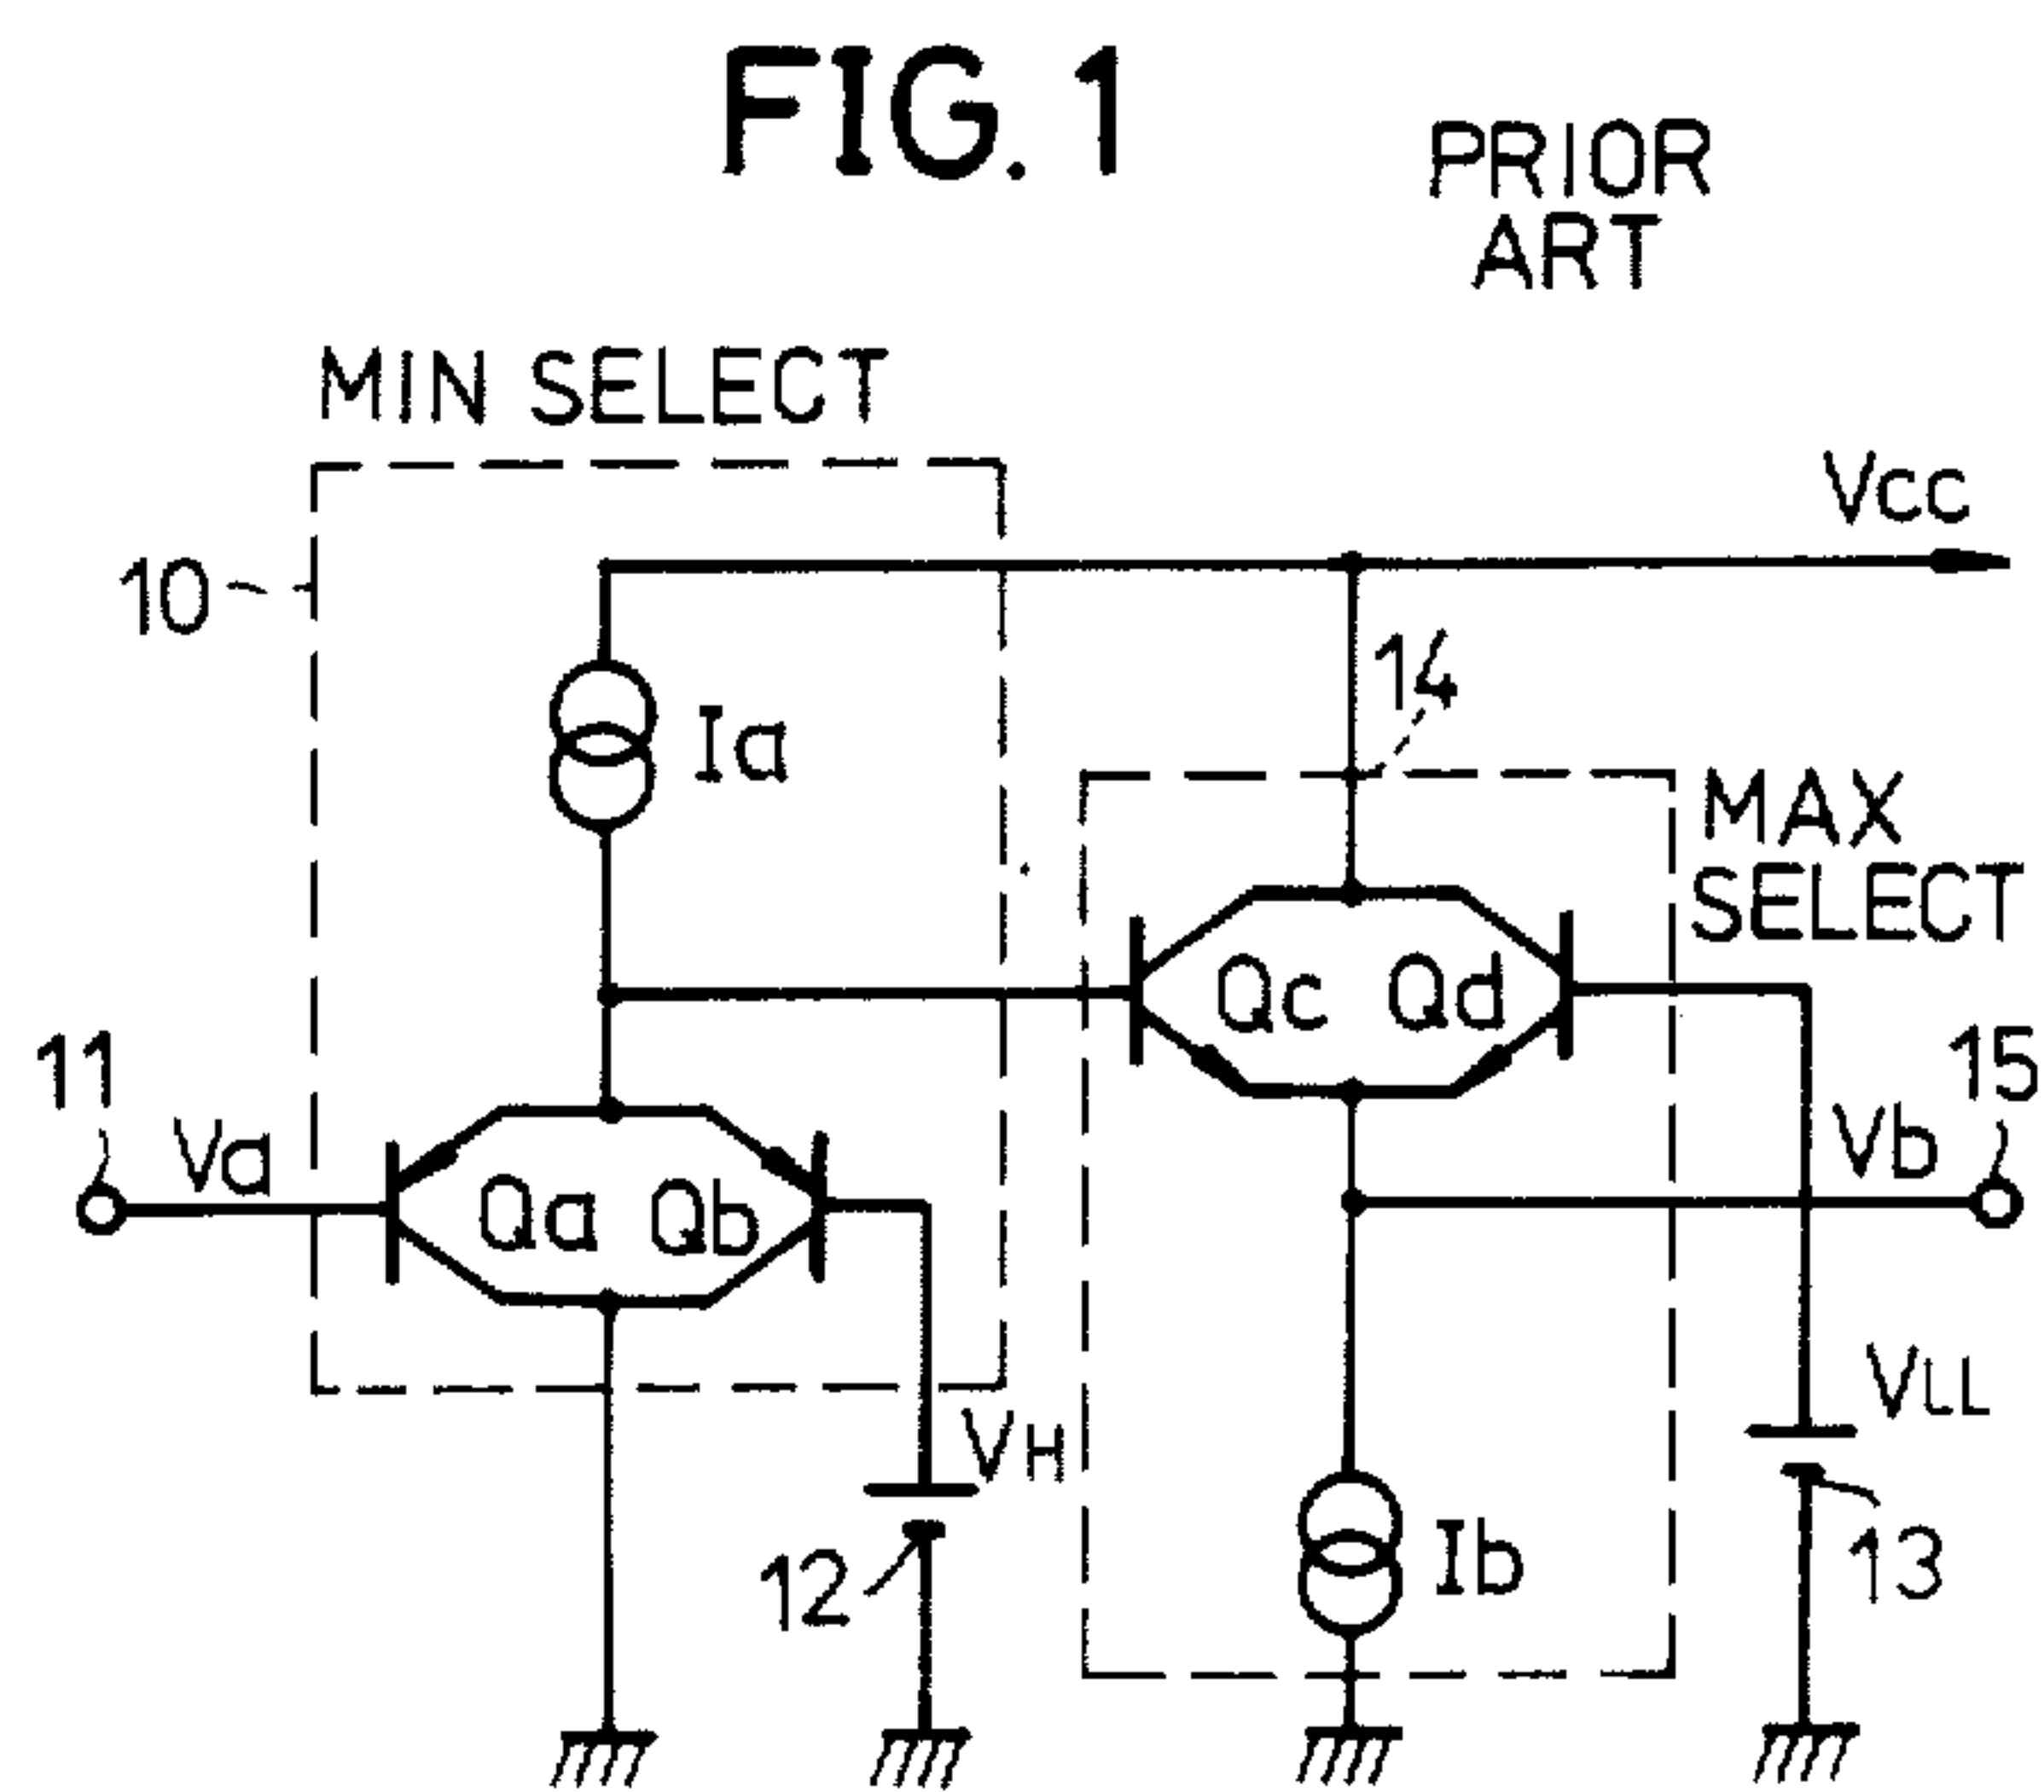 FIG. 1
PRIOR
ART
MIN SELECT
Vcc
10
14
Ia
MAX
SELECT
Qc Qd
11
15
Va
Vb
Qa Qb
VLL
VH
12
Ib
13